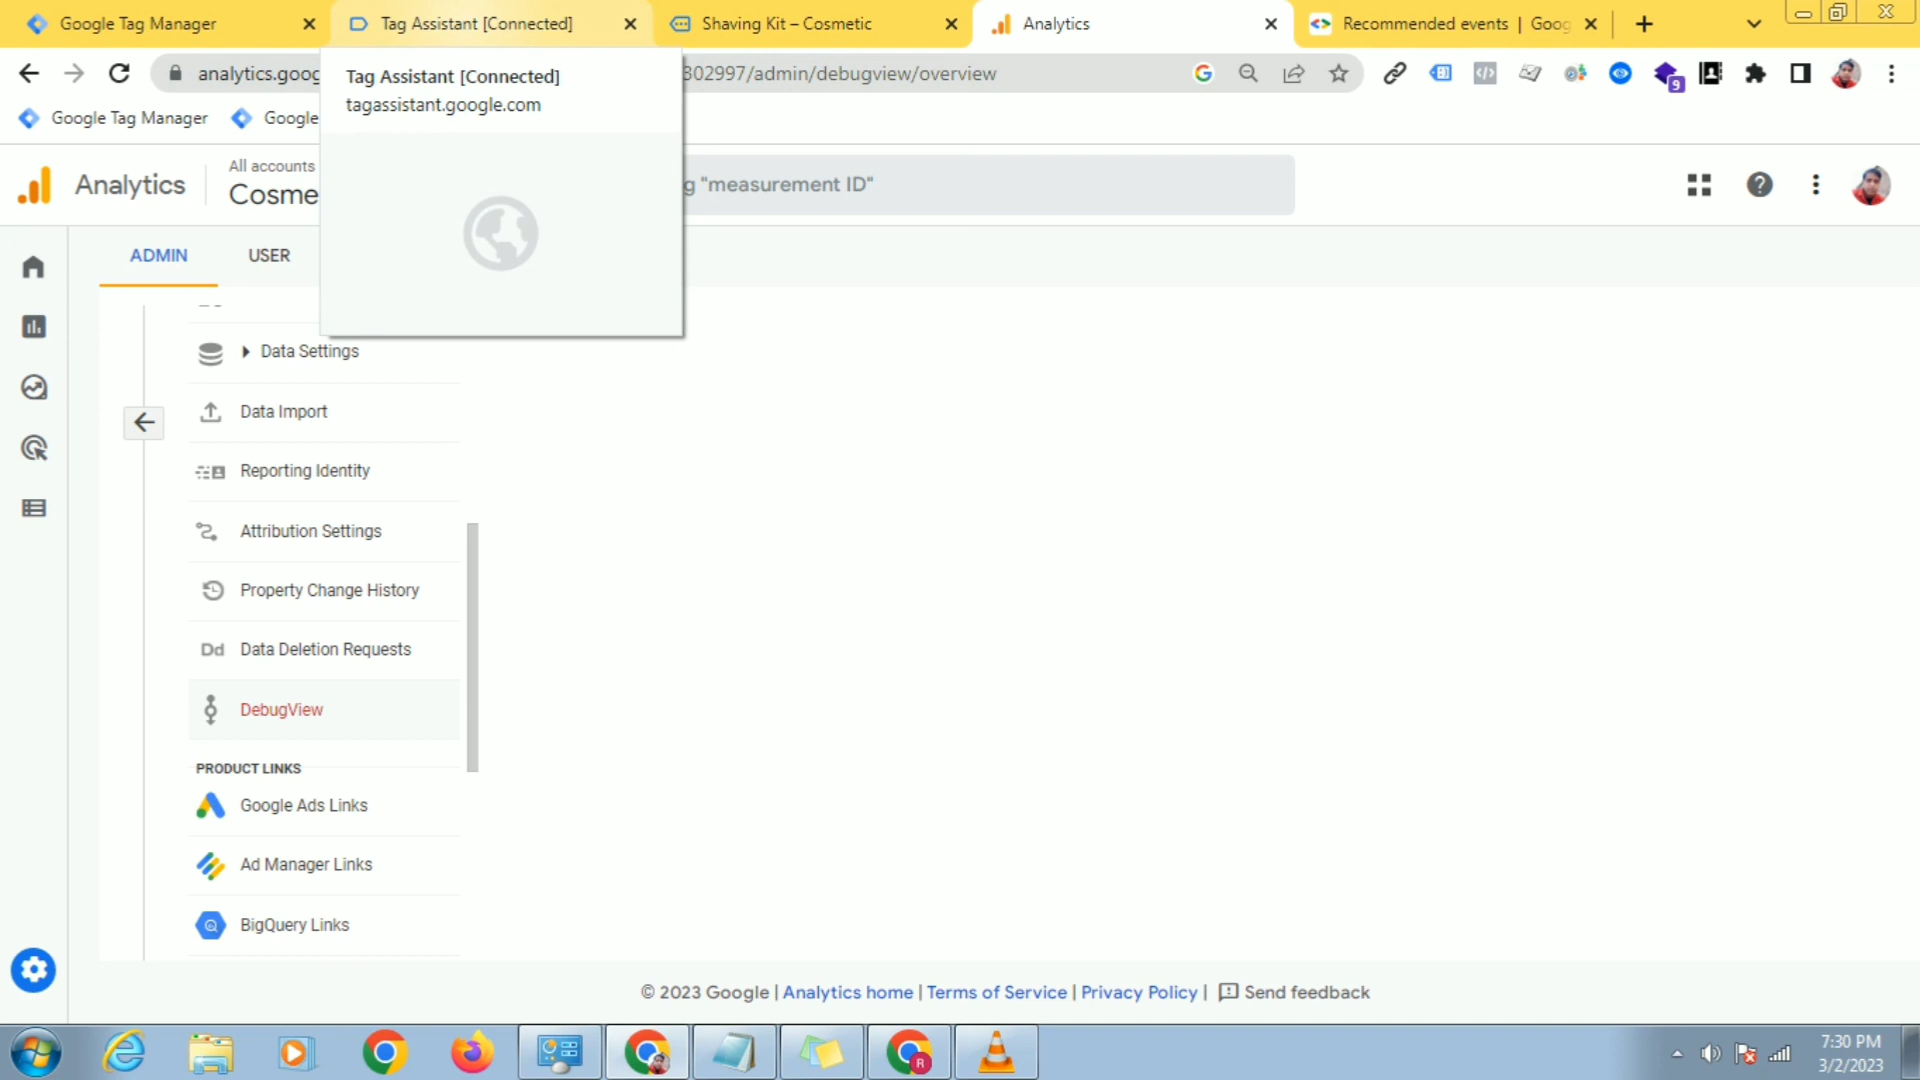 Google Tag Manager
Tag Assistant [Connected]
Shaving Kit – Cosmetic
Analytics
Recommended events | Goog
analytics.goog
302997/admin/debugview/overview
9
Tag Assistant [Connected]
tagassistant.google.com
Google Tag Manager
Google
Analytics
All accounts
Cosme
g "measurement ID"
ADMIN
USER
Data Settings
Data Import
Reporting Identity
Attribution Settings
Property Change History
Dd Data Deletion Requests
DebugView
PRODUCT LINKS
Google Ads Links
Ad Manager Links
BigQuery Links
© 2023 Google | Analytics home | Terms of Service | Privacy Policy | Send feedback
R
7:30 PM
3/2/2023